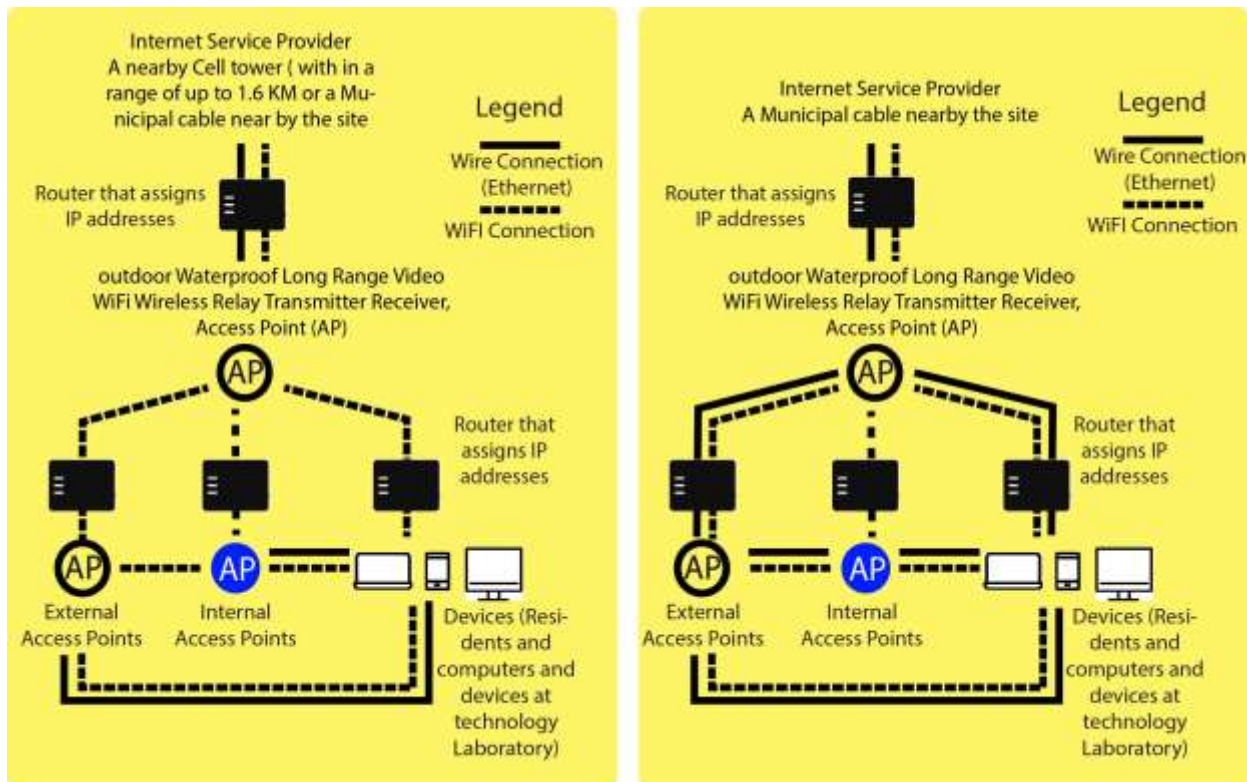 Internet Service Provider
A nearby Cell tower ( with in a
range of up to 1.6 KM or a Mu-
nicipal cable near by the site
Legend
Wire Connection
(Ethernet)
WiFI Connection
Router that assigns
IP addresses
outdoor Waterproof Long Range Video
WiFi Wireless Relay Transmitter Receiver,
Access Point (AP)
AP
Router that
assigns IP
addresses
AP
AP
External
Access Points
Internal
Access Points
Devices (Resi-
dents and
computers and
devices at
technology
Laboratory)
Internet Service Provider
A Municipal cable nearby the site
Legend
Wire Connection
(Ethernet)
WiFI Connection
Router that assigns
IP addresses
outdoor Waterproof Long Range Video
WiFi Wireless Relay Transmitter Receiver,
Access Point (AP)
AP
Router that
assigns IP
addresses
AP
AP
External
Access Points
Internal
Access Points
Devices (Resi-
dents and
computers and
devices at
technology
Laboratory)